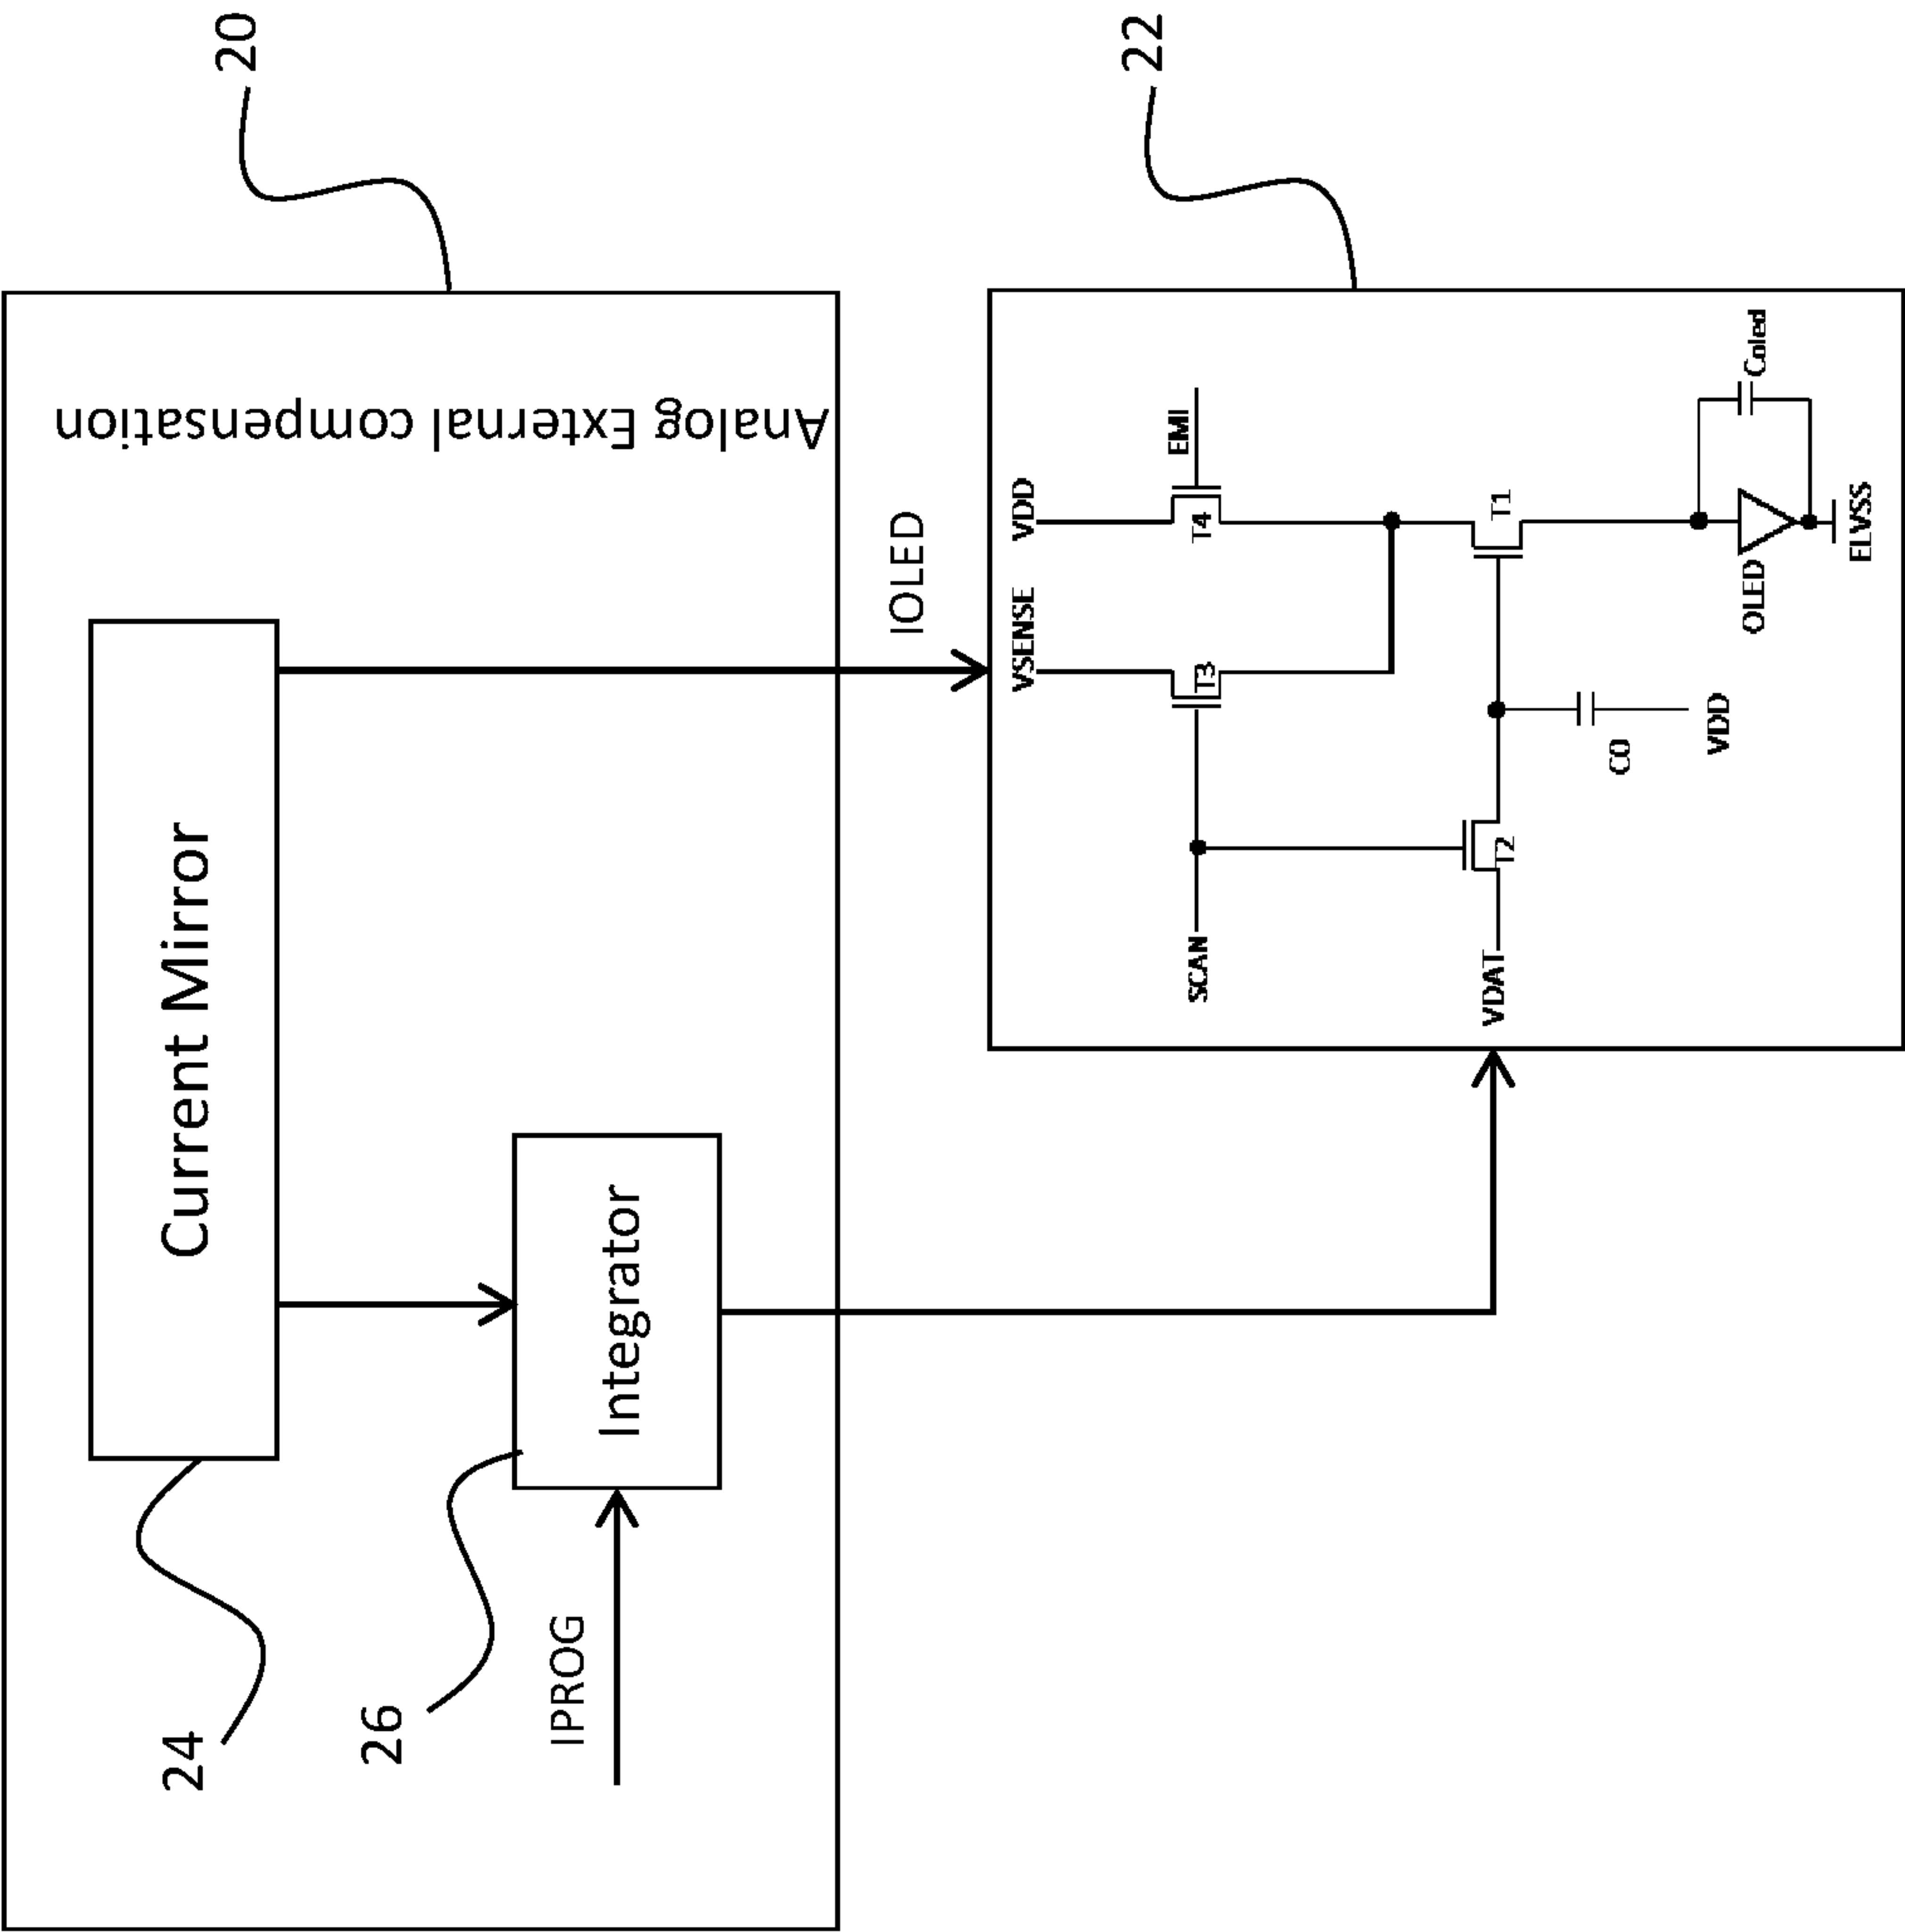 20
Analog External compensation
Current Mirror
24
26
Integrator
IPROG
IOLED
22
VSENSE
VDD
EMI
T3
T4
SCAN
T1
T2
VDAT
C0
VDD
OLED
Coled
ELVSS